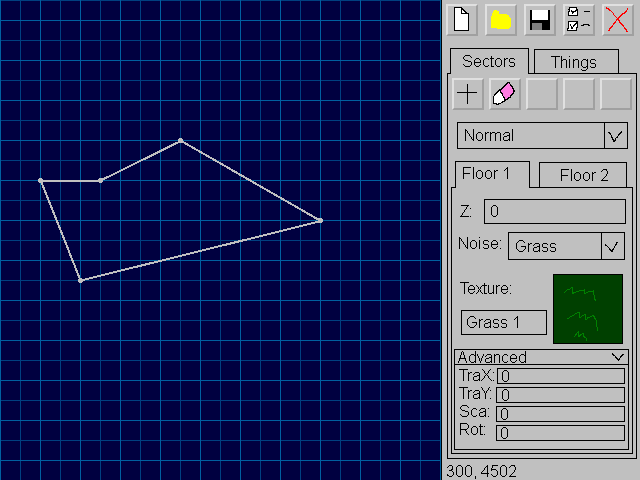 Sectors
Things
Normal
Floor 1
Floor 2
Z: 0
Noise: Grass
Texture:
Grass 1
Advanced
TraX: 0
TraY: 0
Sca: 0
Rot: 0
300, 4502